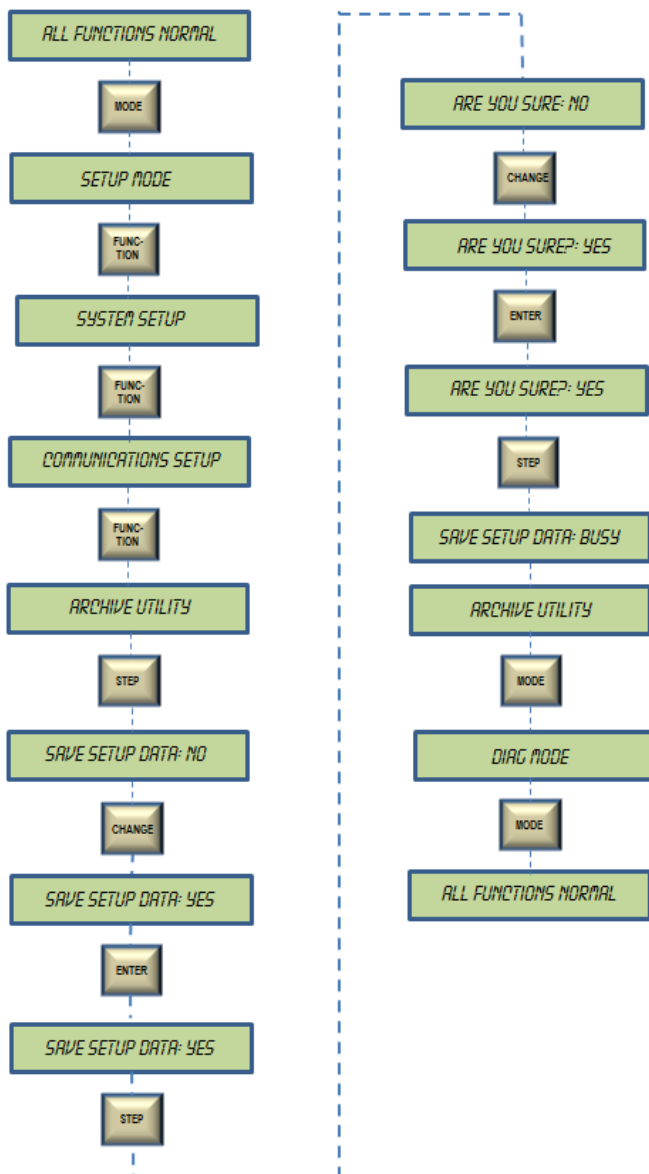 ALL FUNCTIONS NORMAL
MODE
SETUP MODE
FUNC-
TION
SYSTEM SETUP
FUNC-
TION
COMMUNICATIONS SETUP
FUNC-
TION
ARCHIVE UTILITY
STEP
SAVE SETUP DATA: NO
CHANGE
SAVE SETUP DATA: YES
ENTER
SAVE SETUP DATA: YES
STEP
ARE YOU SURE: NO
CHANGE
ARE YOU SURE?: YES
ENTER
ARE YOU SURE?: YES
STEP
SAVE SETUP DATA: BUSY
ARCHIVE UTILITY
MODE
DIAG MODE
MODE
ALL FUNCTIONS NORMAL